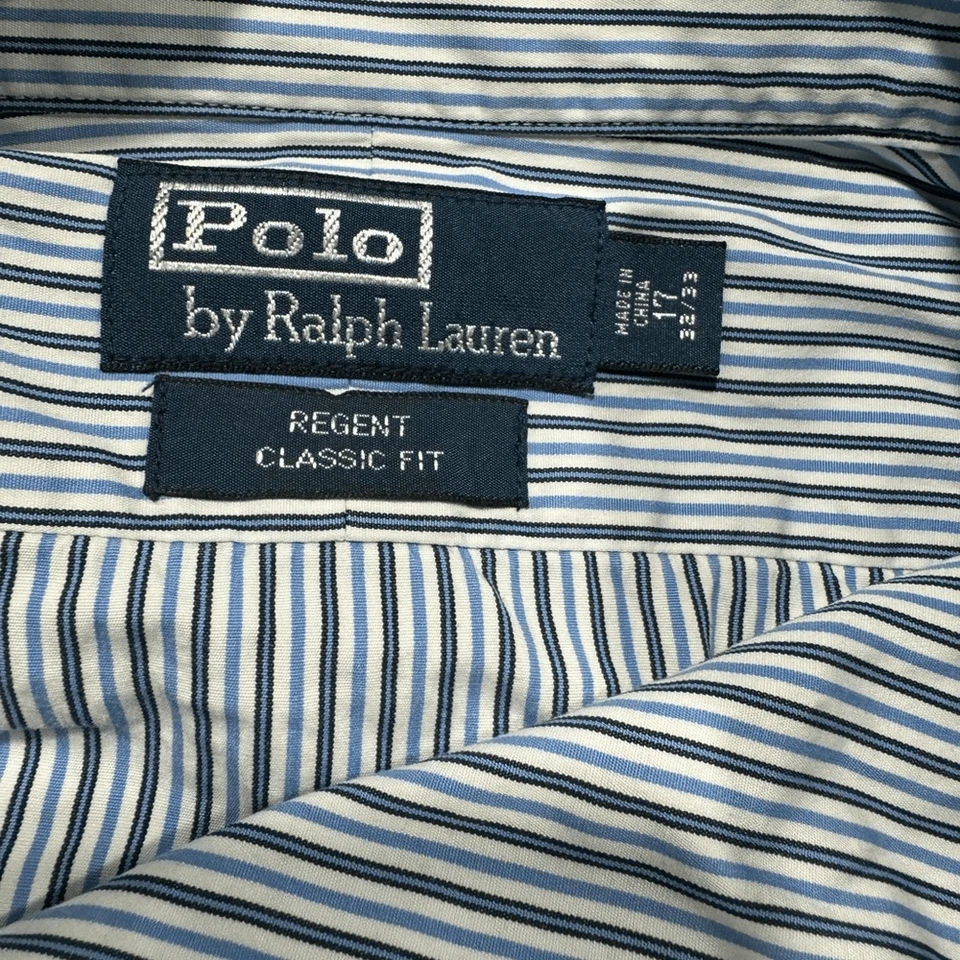 Polo
by Ralph Lauren
MADE IN
CHINA
17
32/33
REGENT
CLASSIC FIT